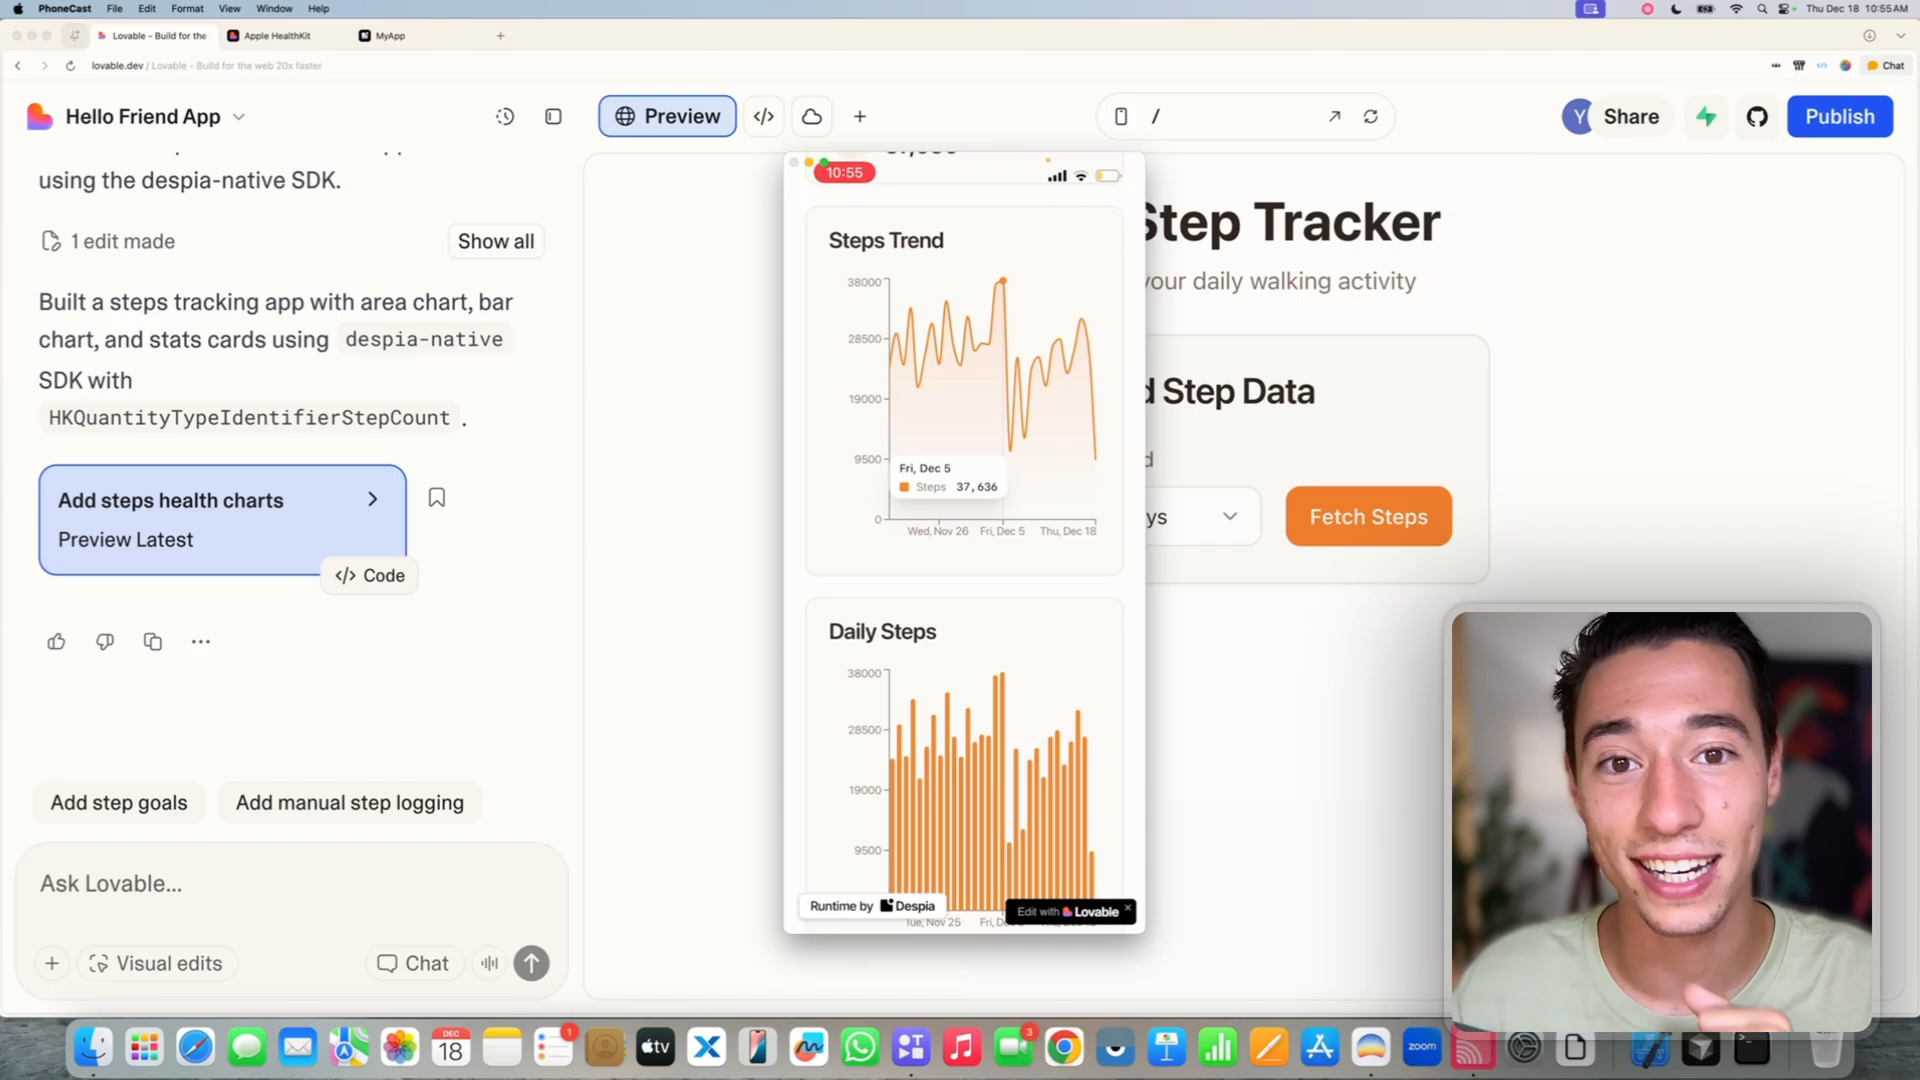 PhoneCast File Edit Format View Window Help
Thu Dec 18 10:55 AM
Lovable - Build for the
Apple HealthKit
MyApp
lovable.dev / Lovable - Build for the web 20x faster
Chat
Hello Friend App
Preview
/
Y
Share
Publish
using the despia-native SDK.
1 edit made
Show all
Built a steps tracking app with area chart, bar
chart, and stats cards using despia-native
SDK with
HKQuantityTypeIdentifierStepCount .
Add steps health charts
Preview Latest
Code
Add step goals
Add manual step logging
Ask Lovable...
Visual edits
Chat
10:55
Steps Trend
38000
28500
19000
9500
0
Fri, Dec 5
Steps 37,636
Wed, Nov 26
Fri, Dec 5
Thu, Dec 18
Daily Steps
38000
28500
19000
9500
Tue, Nov 25
Runtime by Despia
Edit with Lovable
Step Tracker
your daily walking activity
Step Data
Fetch Steps
DEC
18
1
tv
3
zoom